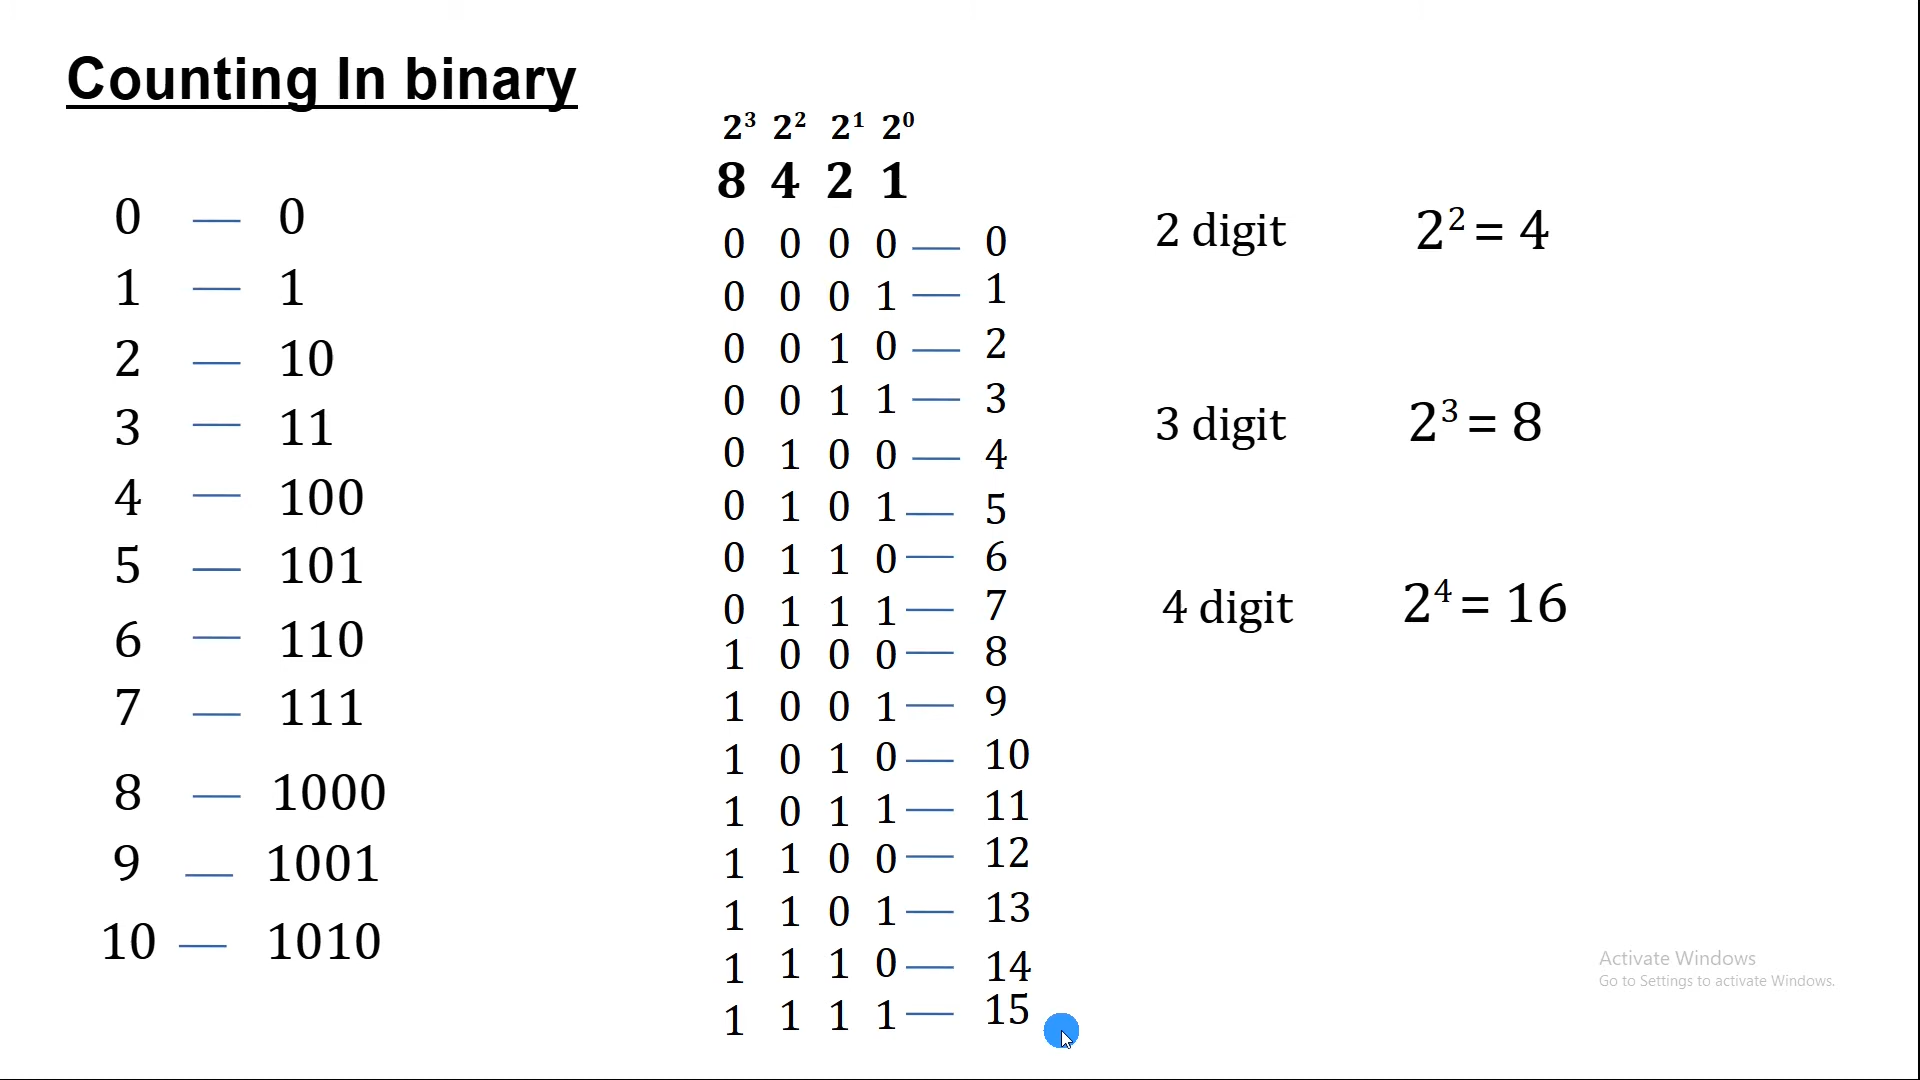 Counting In binary
0 — 0
1 — 1
2 — 10
3 — 11
4 — 100
5 — 101
6 — 110
7 — 111
8 — 1000
9 — 1001
10 — 1010
2³ 2² 2¹ 2⁰
8 4 2 1
0 0 0 0 — 0
0 0 0 1 — 1
0 0 1 0 — 2
0 0 1 1 — 3
0 1 0 0 — 4
0 1 0 1 — 5
0 1 1 0 — 6
0 1 1 1 — 7
1 0 0 0 — 8
1 0 0 1 — 9
1 0 1 0 — 10
1 0 1 1 — 11
1 1 0 0 — 12
1 1 0 1 — 13
1 1 1 0 — 14
1 1 1 1 — 15
2 digit 2² = 4
3 digit 2³ = 8
4 digit 2⁴ = 16
Activate Windows
Go to Settings to activate Windows.